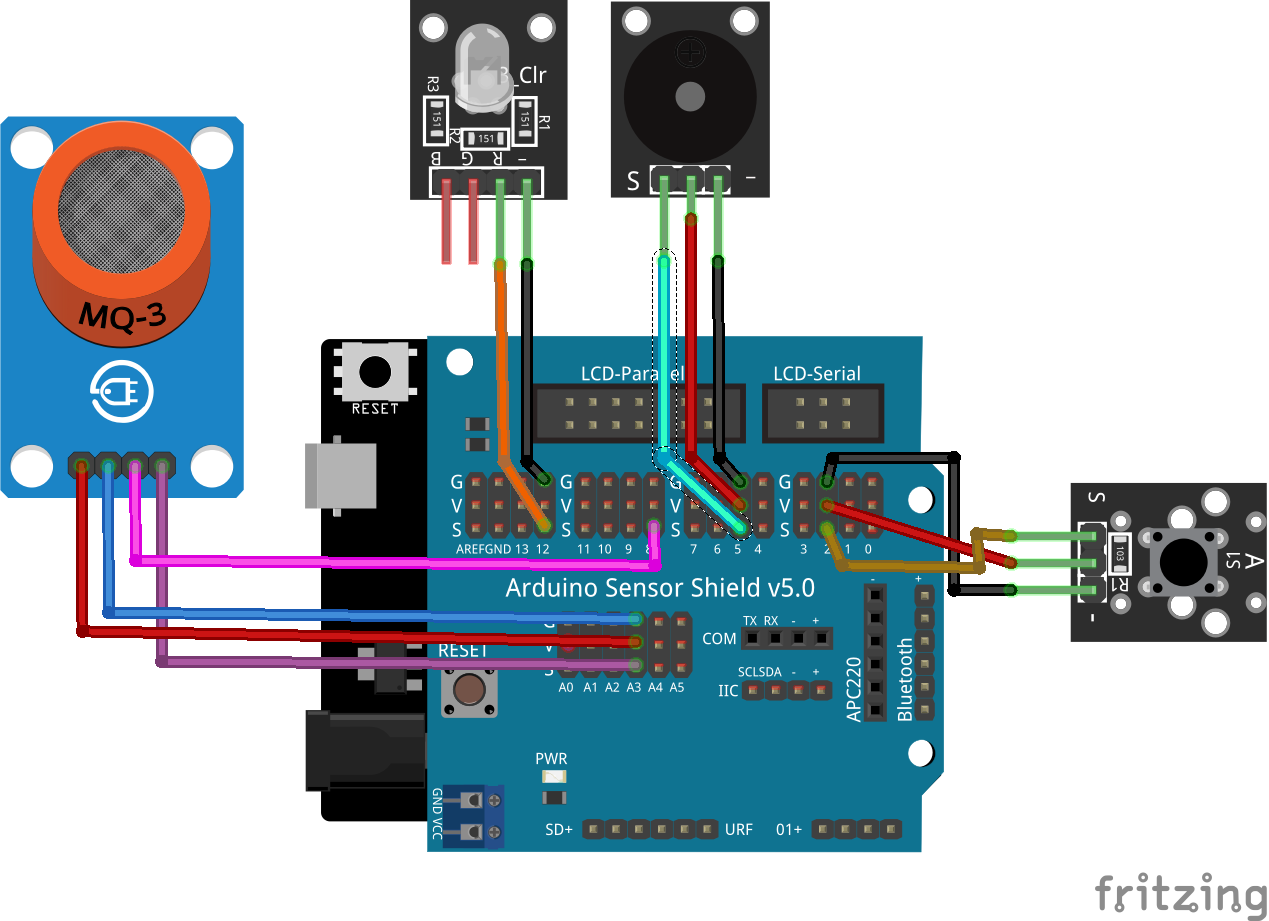 B_Clr
R3
R1
R2
151
151
151
B G R -
S -
MQ-3
RESET
LCD-Parallel
LCD-Serial
G G G G
V V V V
S S S S
AREF GND 13 12 11 10 9 8 7 6 5 4 3 2 1 0
Arduino Sensor Shield v5.0
S
103
R1
S1
A
-
- +
G
V
S
RESET
A0 A1 A2 A3 A4 A5
TX RX - +
COM
SCL SDA - +
IIC
APC220
Bluetooth
PWR
GND VCC
SD+ URF 01+
fritzing